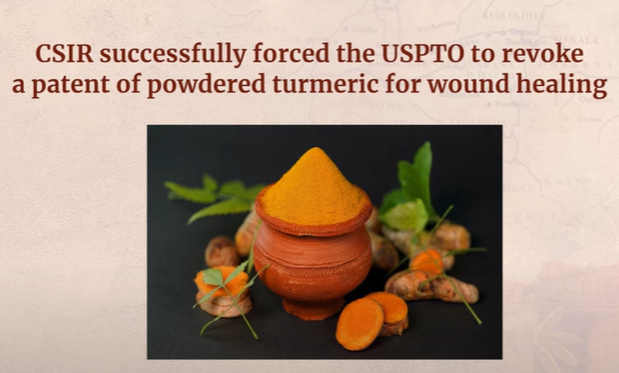 CSIR successfully forced the USPTO to revoke
a patent of powdered turmeric for wound healing